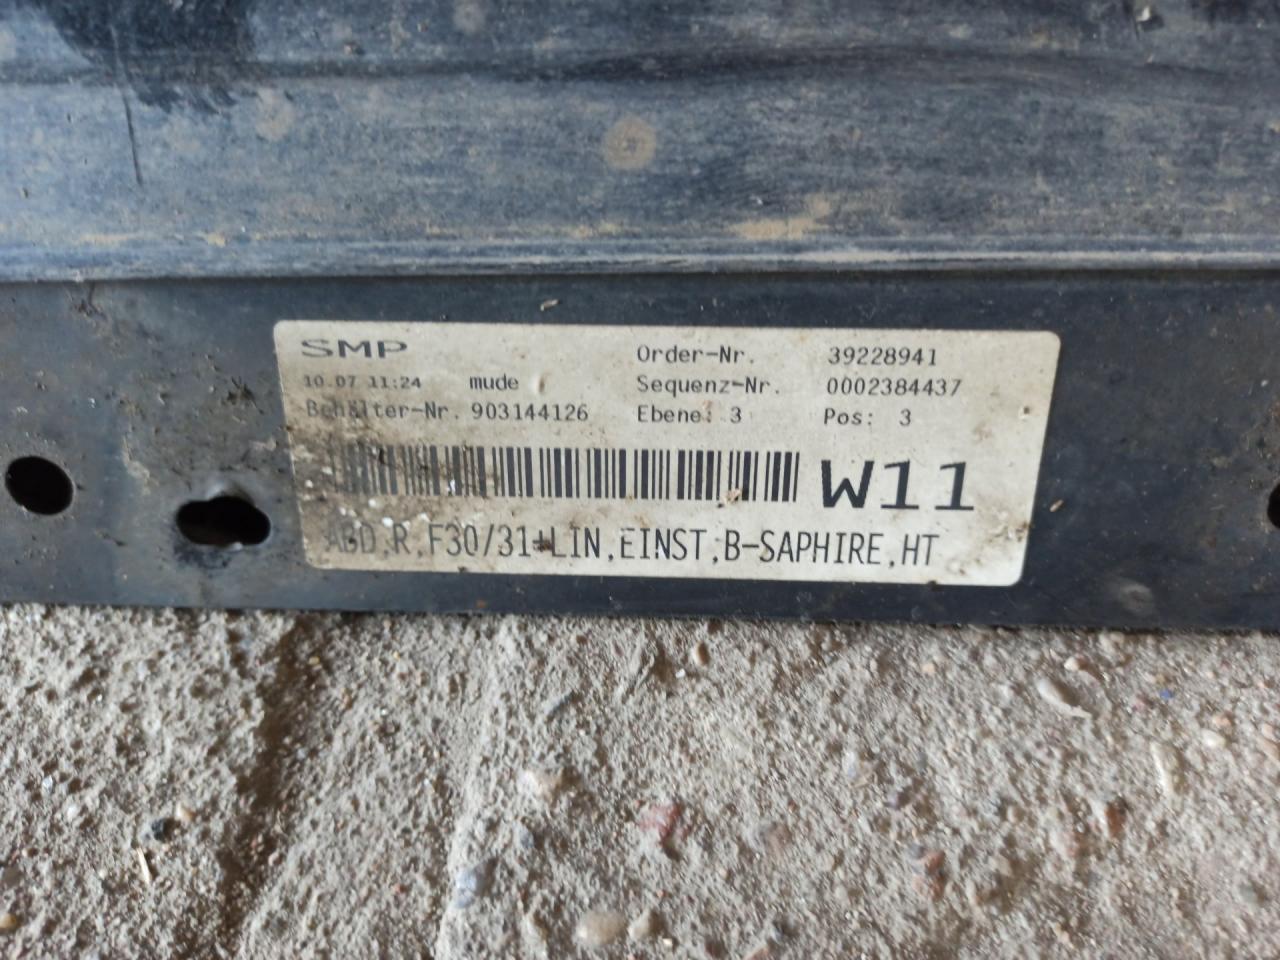 SMP
Order-Nr. 39228941
10.07 11:24 mude Sequenz-Nr. 0002384437
Behälter-Nr. 903144126 Ebene: 3 Pos: 3
W11
ABD,R,F30/31+LIN,EINST,B-SAPHIRE,HT